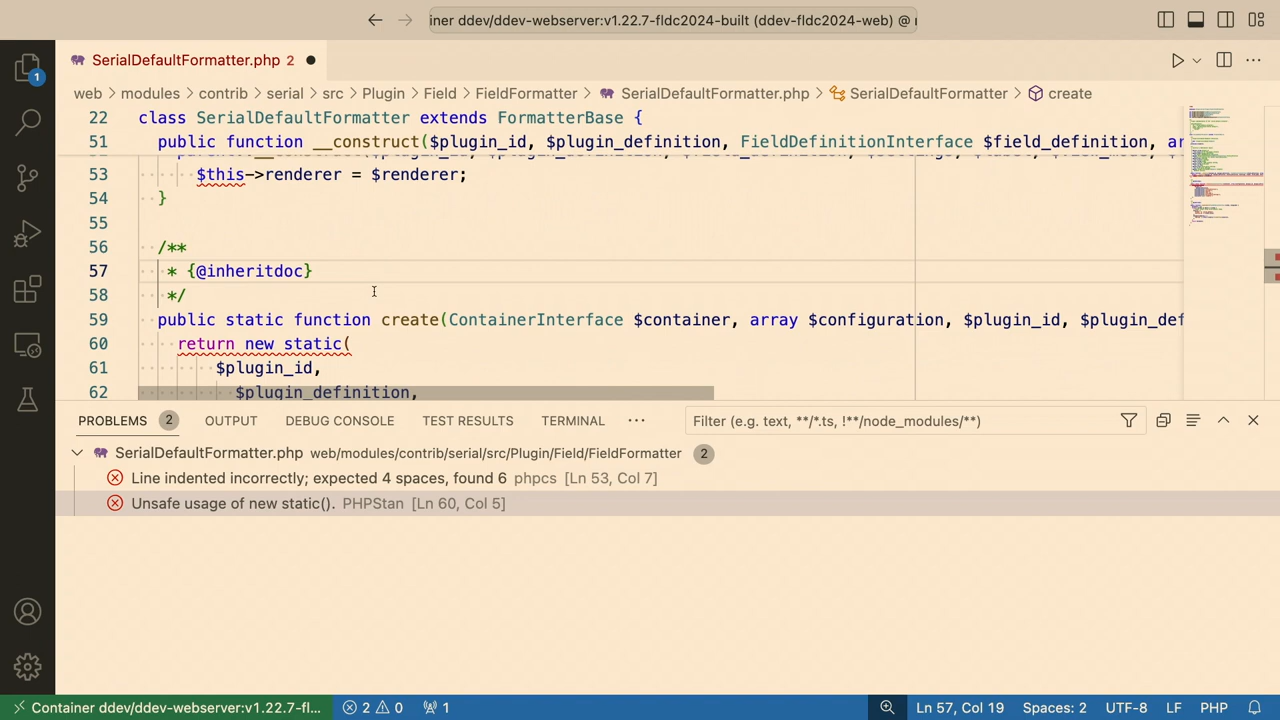 iner ddev/ddev-webserver:v1.22.7-fldc2024-built (ddev-fldc2024-web) @
SerialDefaultFormatter.php 2
1
web > modules > contrib > serial > src > Plugin > Field > FieldFormatter > SerialDefaultFormatter.php > SerialDefaultFormatter > create
22 class SerialDefaultFormatter extends FormatterBase {
51 public function __construct($plugin_id, $plugin_definition, FieldDefinitionInterface $field_definition, ar
53 $this->renderer = $renderer;
54 }
55
56 /**
57 * {@inheritdoc}
58 */
59 public static function create(ContainerInterface $container, array $configuration, $plugin_id, $plugin_def
60 return new static(
61 $plugin_id,
62 $plugin_definition,
PROBLEMS 2 OUTPUT DEBUG CONSOLE TEST RESULTS TERMINAL ··· Filter (e.g. text, **/*.ts, !**/node_modules/**)
SerialDefaultFormatter.php web/modules/contrib/serial/src/Plugin/Field/FieldFormatter 2
Line indented incorrectly; expected 4 spaces, found 6 phpcs [Ln 53, Col 7]
Unsafe usage of new static(). PHPStan [Ln 60, Col 5]
Container ddev/ddev-webserver:v1.22.7-fl... 2 0 1 Ln 57, Col 19 Spaces: 2 UTF-8 LF PHP